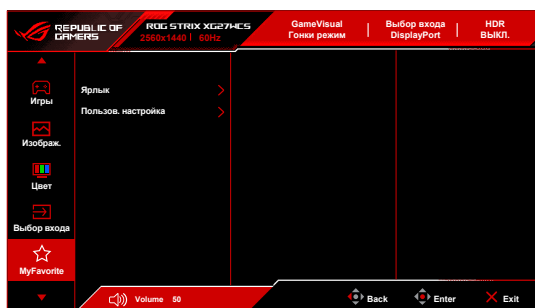 REPUBLIC OF
GAMERS
ROG STRIX XG27WCS
2560x1440 | 60Hz
GameVisual
Гонки режим
Выбор входа
DisplayPort
HDR
ВЫКЛ.
Игры
Изображ.
Цвет
Выбор входа
MyFavorite
Ярлык
Пользов. настройка
Volume 50
Back
Enter
Exit